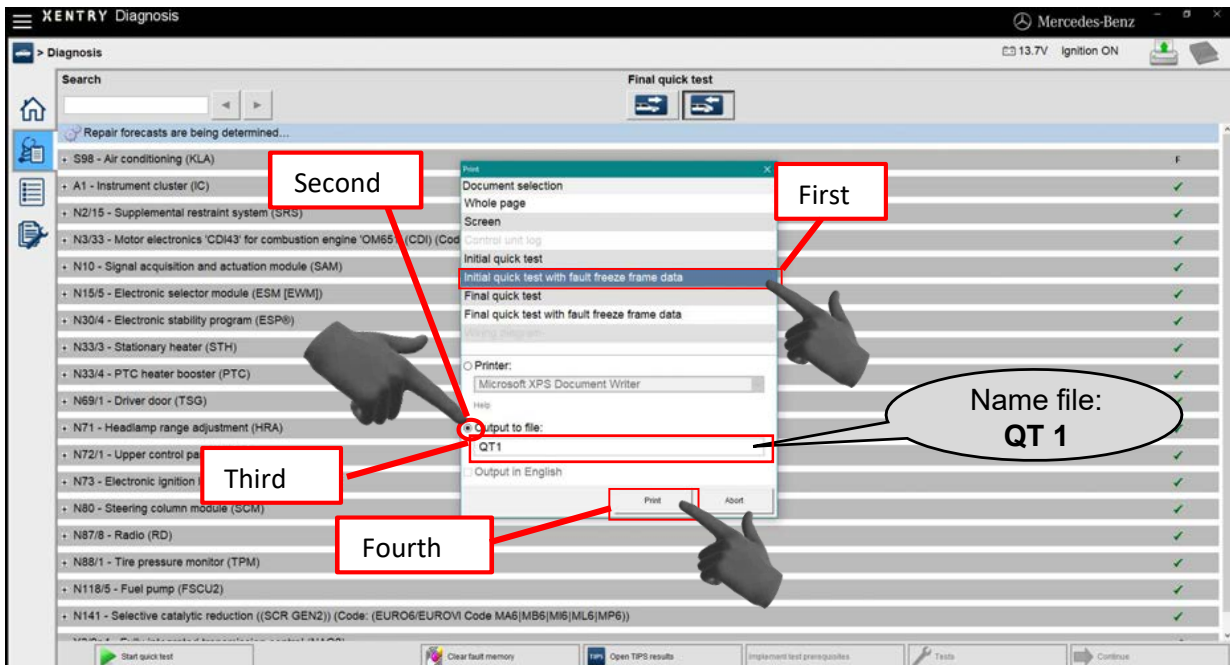 XENTRY Diagnosis
Mercedes-Benz
> Diagnosis
13.7V Ignition ON
Search
Final quick test
Repair forecasts are being determined...
+ S98 - Air conditioning (KLA)
F
+ A1 - Instrument cluster (IC)
+ N2/15 - Supplemental restraint system (SRS)
+ N3/33 - Motor electronics 'CDI43' for combustion engine 'OM651' (CDI) (Cod
+ N10 - Signal acquisition and actuation module (SAM)
+ N15/5 - Electronic selector module (ESM [EWM])
+ N30/4 - Electronic stability program (ESP®)
+ N33/3 - Stationary heater (STH)
+ N33/4 - PTC heater booster (PTC)
+ N69/1 - Driver door (TSG)
+ N71 - Headlamp range adjustment (HRA)
+ N72/1 - Upper control pa
+ N73 - Electronic ignition
+ N80 - Steering column module (SCM)
+ N87/8 - Radio (RD)
+ N88/1 - Tire pressure monitor (TPM)
+ N118/5 - Fuel pump (FSCU2)
+ N141 - Selective catalytic reduction ((SCR GEN2)) (Code: (EURO6/EUROVI Code MA6|MB6|MI6|ML6|MP6))
Print
Document selection
Whole page
Screen
Control unit log
Initial quick test
Initial quick test with fault freeze frame data
Final quick test
Final quick test with fault freeze frame data
Wiring diagram
Printer:
Microsoft XPS Document Writer
Help
Output to file:
QT1
Output in English
Print
Abort
First
Second
Third
Fourth
Name file:
QT 1
Start quick test
Clear fault memory
TIPS
Open TIPS results
Implement test prerequisites
Tests
Continue